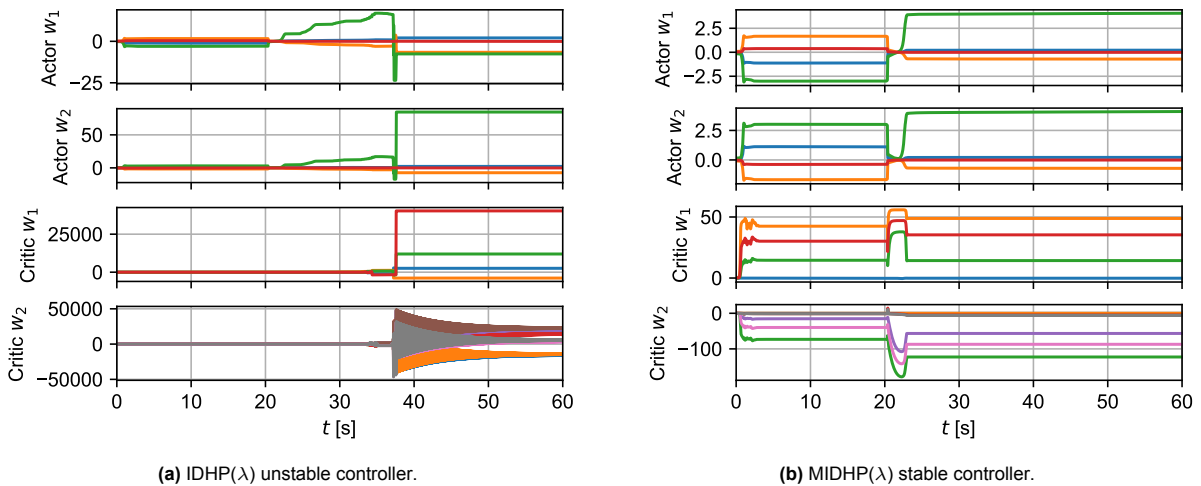 Actor w₁
0
−25
Actor w₂
50
0
Critic w₁
25000
0
Critic w₂
50000
0
−50000
0 10 20 30 40 50 60
t [s]
(a) IDHP(λ) unstable controller.
Actor w₁
2.5
0.0
−2.5
Actor w₂
2.5
0.0
Critic w₁
50
0
Critic w₂
0
−100
0 10 20 30 40 50 60
t [s]
(b) MIDHP(λ) stable controller.